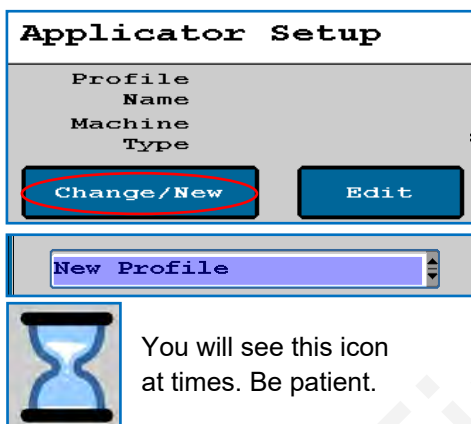 Applicator Setup
Profile
Name
Machine
Type
Change/New Edit
New Profile
You will see this icon
at times. Be patient.